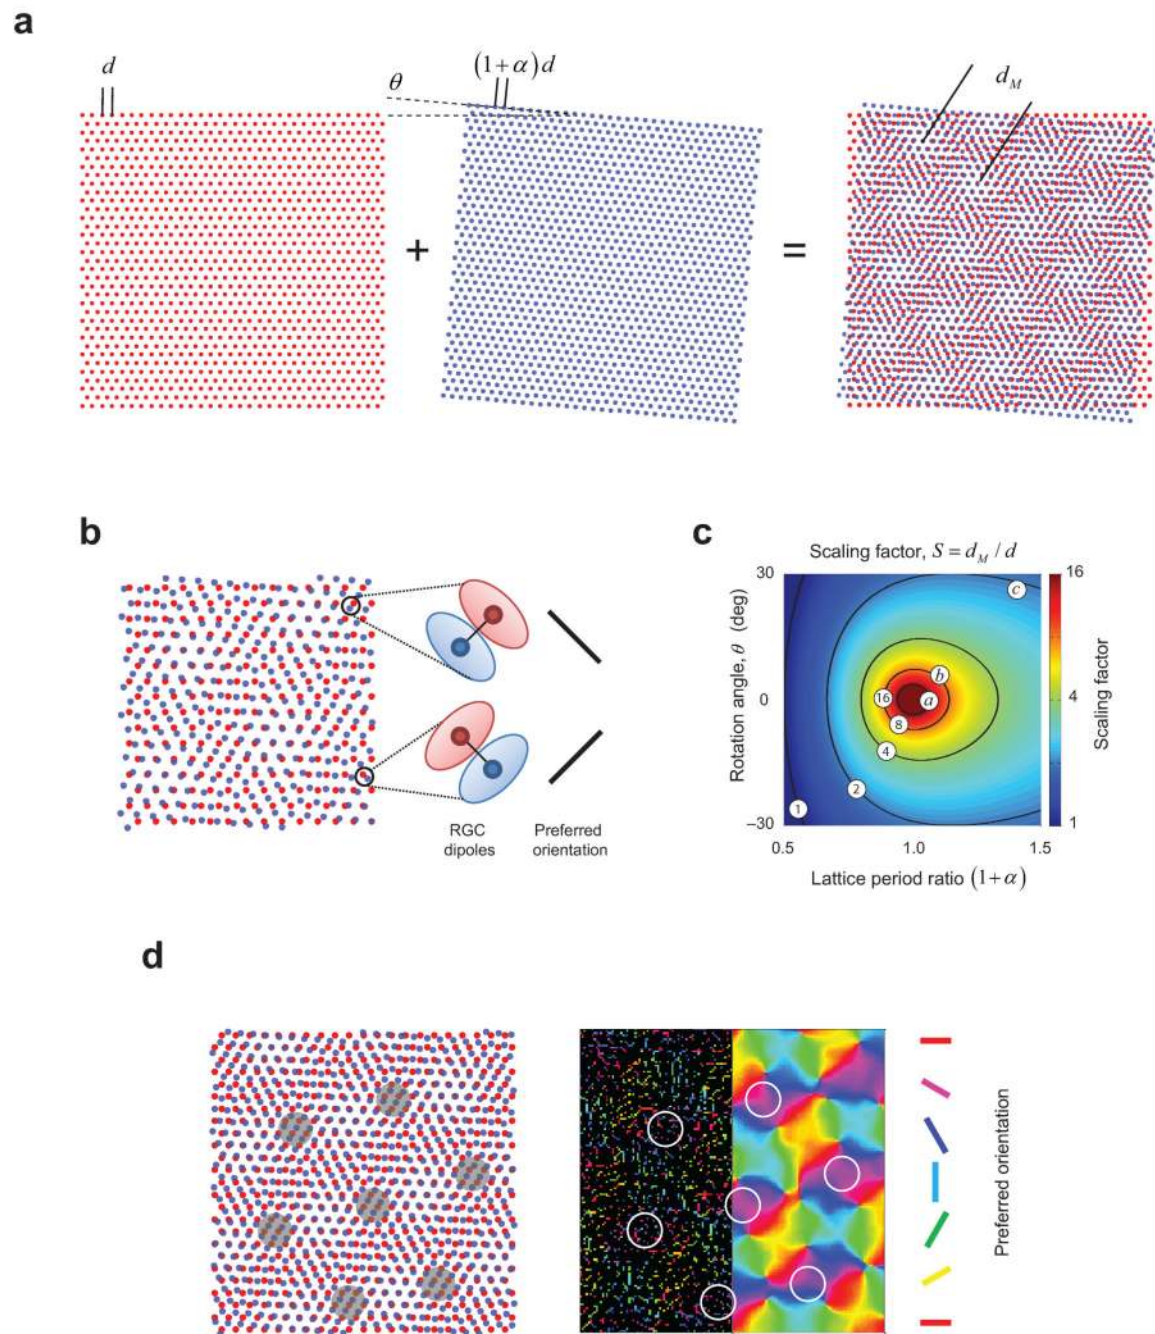 a
d
θ
(1+α)d
d_M
+
=
b
RGC
dipoles
Preferred
orientation
c
Scaling factor, S = d_M / d
30
0
–30
Rotation angle, θ (deg)
0.5
1.0
1.5
Lattice period ratio (1+α)
1
2
4
8
16
a
b
c
16
4
1
Scaling factor
d
Preferred orientation